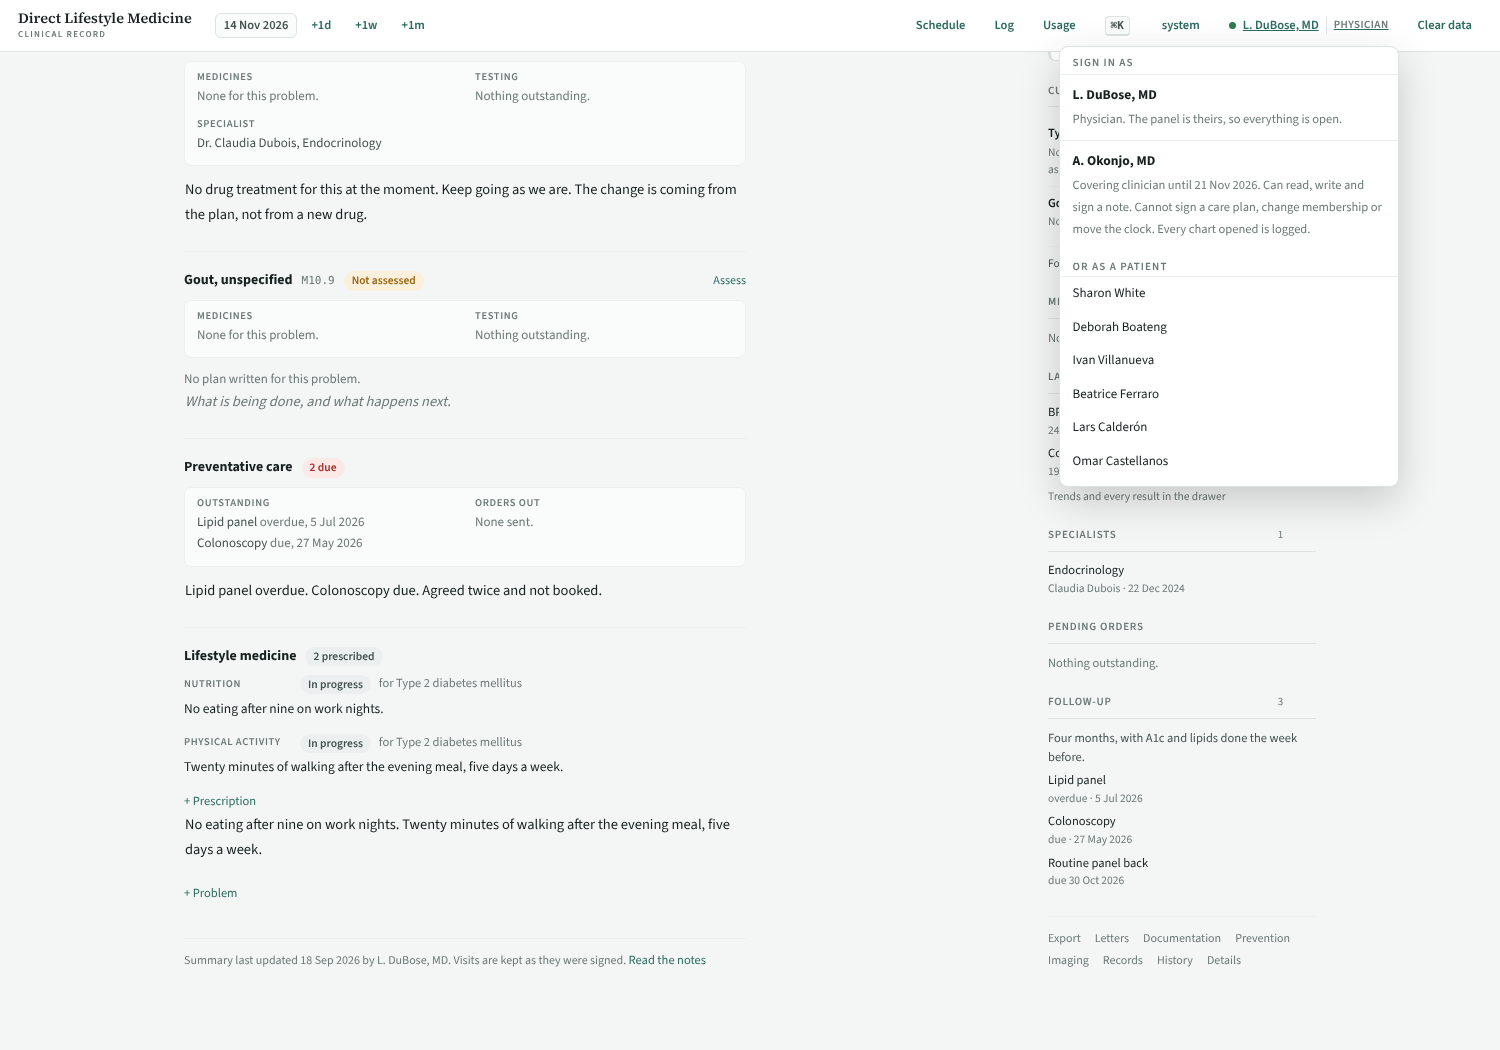 Direct Lifestyle Medicine
CLINICAL RECORD
14 Nov 2026 +1d +1w +1m
Schedule Log Usage ⌘K system L. DuBose, MD PHYSICIAN Clear data
MEDICINES TESTING
None for this problem. Nothing outstanding.
SPECIALIST
Dr. Claudia Dubois, Endocrinology
No drug treatment for this at the moment. Keep going as we are. The change is coming from
the plan, not from a new drug.
Gout, unspecified M10.9 Not assessed Assess
MEDICINES TESTING
None for this problem. Nothing outstanding.
No plan written for this problem.
What is being done, and what happens next.
Preventative care 2 due
OUTSTANDING ORDERS OUT
Lipid panel overdue, 5 Jul 2026 None sent.
Colonoscopy due, 27 May 2026
Lipid panel overdue. Colonoscopy due. Agreed twice and not booked.
Lifestyle medicine 2 prescribed
NUTRITION In progress for Type 2 diabetes mellitus
No eating after nine on work nights.
PHYSICAL ACTIVITY In progress for Type 2 diabetes mellitus
Twenty minutes of walking after the evening meal, five days a week.
+ Prescription
No eating after nine on work nights. Twenty minutes of walking after the evening meal, five
days a week.
+ Problem
Summary last updated 18 Sep 2026 by L. DuBose, MD. Visits are kept as they were signed. Read the notes
SIGN IN AS
L. DuBose, MD
Physician. The panel is theirs, so everything is open.
A. Okonjo, MD
Covering clinician until 21 Nov 2026. Can read, write and
sign a note. Cannot sign a care plan, change membership or
move the clock. Every chart opened is logged.
OR AS A PATIENT
Sharon White
Deborah Boateng
Ivan Villanueva
Beatrice Ferraro
Lars Calderón
Omar Castellanos
Trends and every result in the drawer
SPECIALISTS 1
Endocrinology
Claudia Dubois · 22 Dec 2024
PENDING ORDERS
Nothing outstanding.
FOLLOW-UP 3
Four months, with A1c and lipids done the week
before.
Lipid panel
overdue · 5 Jul 2026
Colonoscopy
due · 27 May 2026
Routine panel back
due 30 Oct 2026
Export Letters Documentation Prevention
Imaging Records History Details